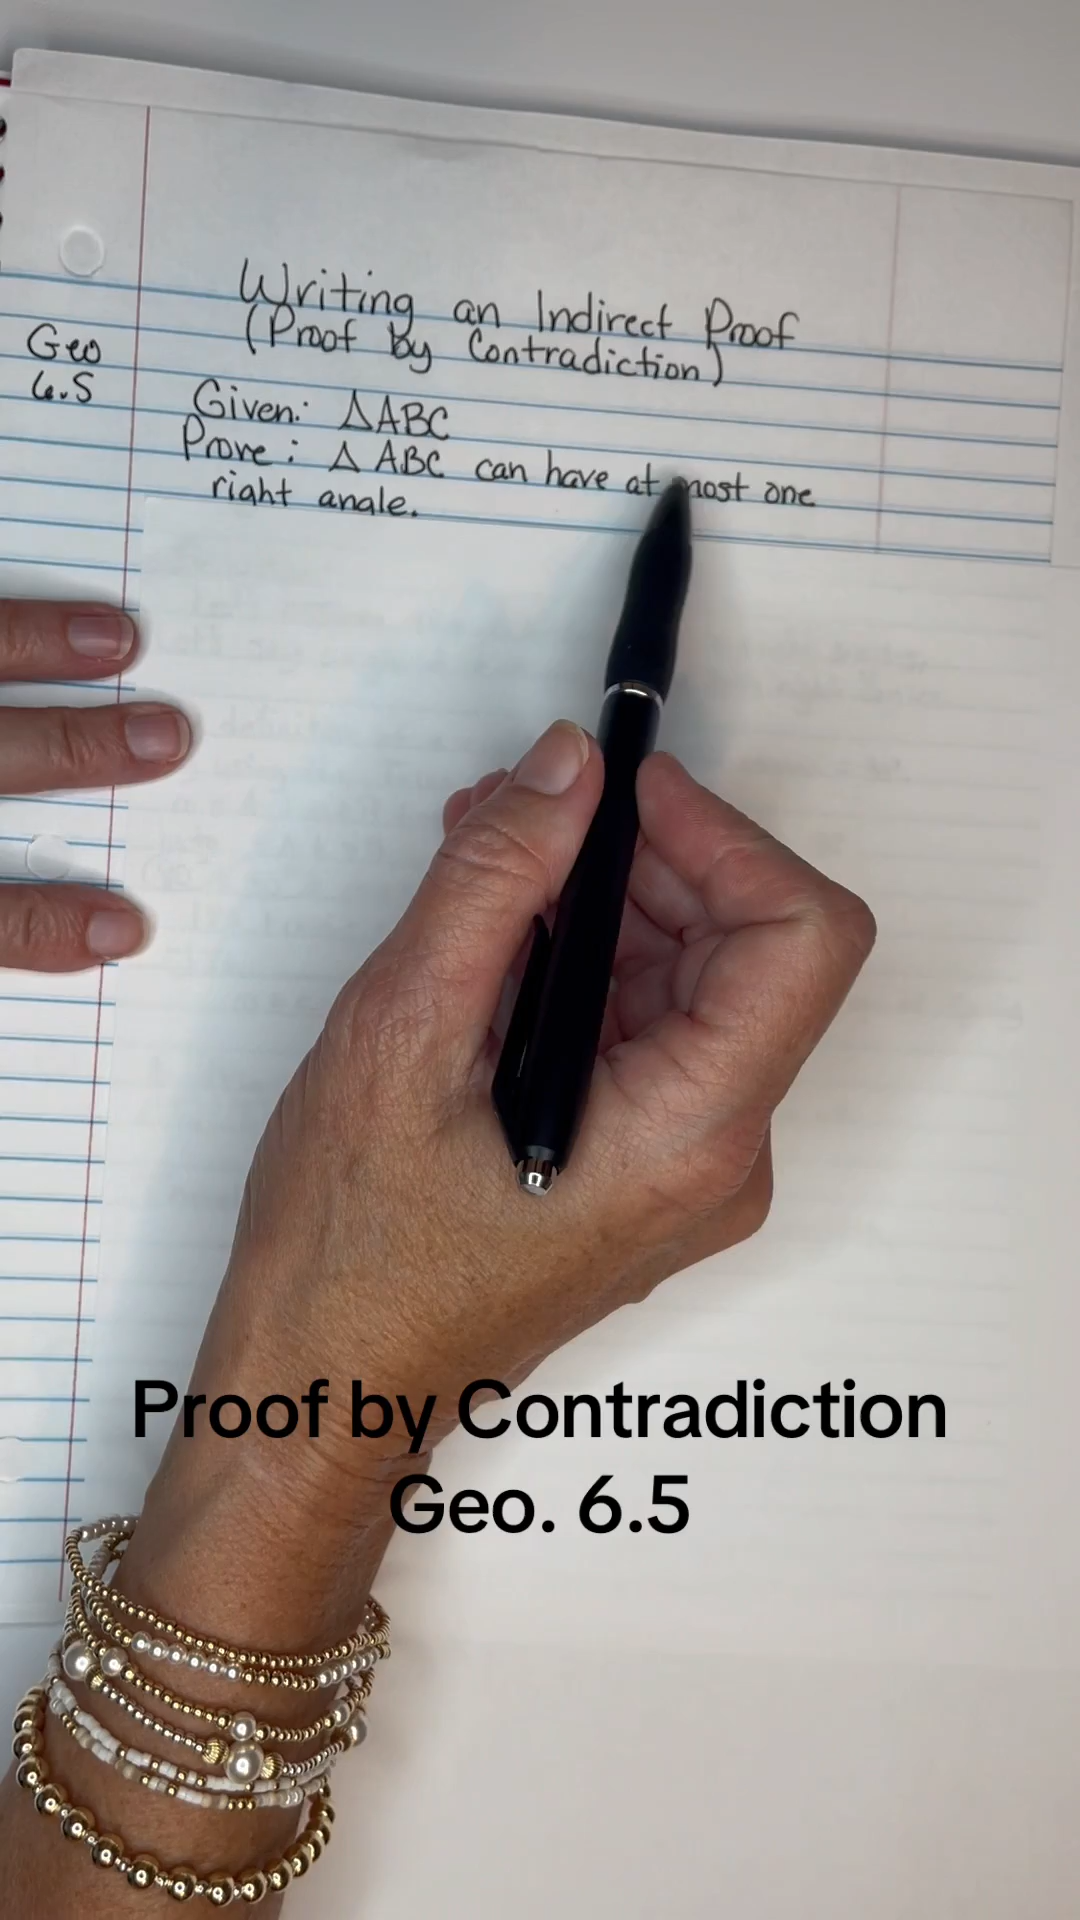 Writing an Indirect Proof
(Proof by Contradiction)
Geo
6.5
Given: △ABC
Prove: △ABC can have at most one
right angle.
Proof by Contradiction
Geo. 6.5